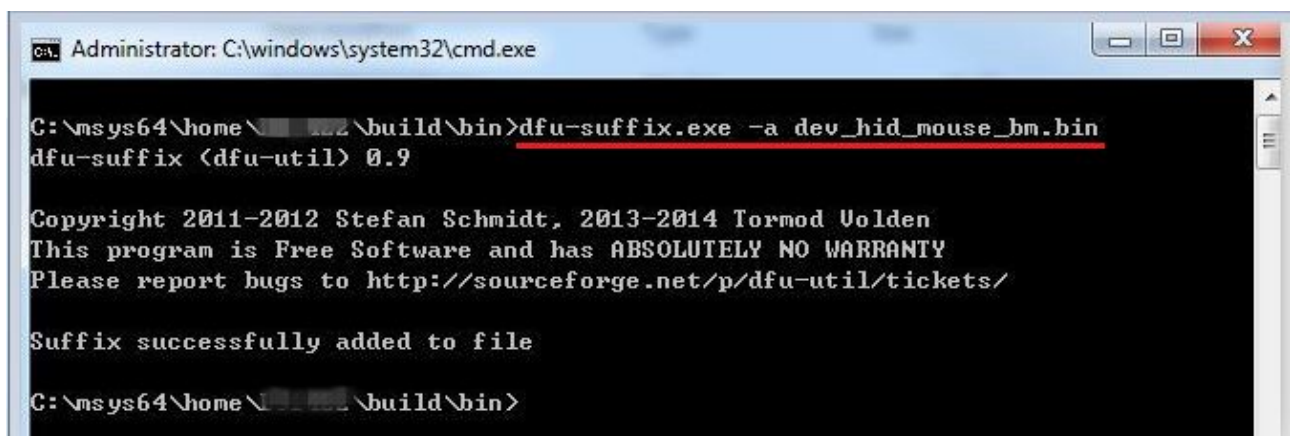 Administrator: C:\windows\system32\cmd.exe
C:\msys64\home\ \build\bin>dfu-suffix.exe -a dev_hid_mouse_bm.bin
dfu-suffix (dfu-util) 0.9
Copyright 2011-2012 Stefan Schmidt, 2013-2014 Tormod Volden
This program is Free Software and has ABSOLUTELY NO WARRANTY
Please report bugs to http://sourceforge.net/p/dfu-util/tickets/
Suffix successfully added to file
C:\msys64\home\ \build\bin>